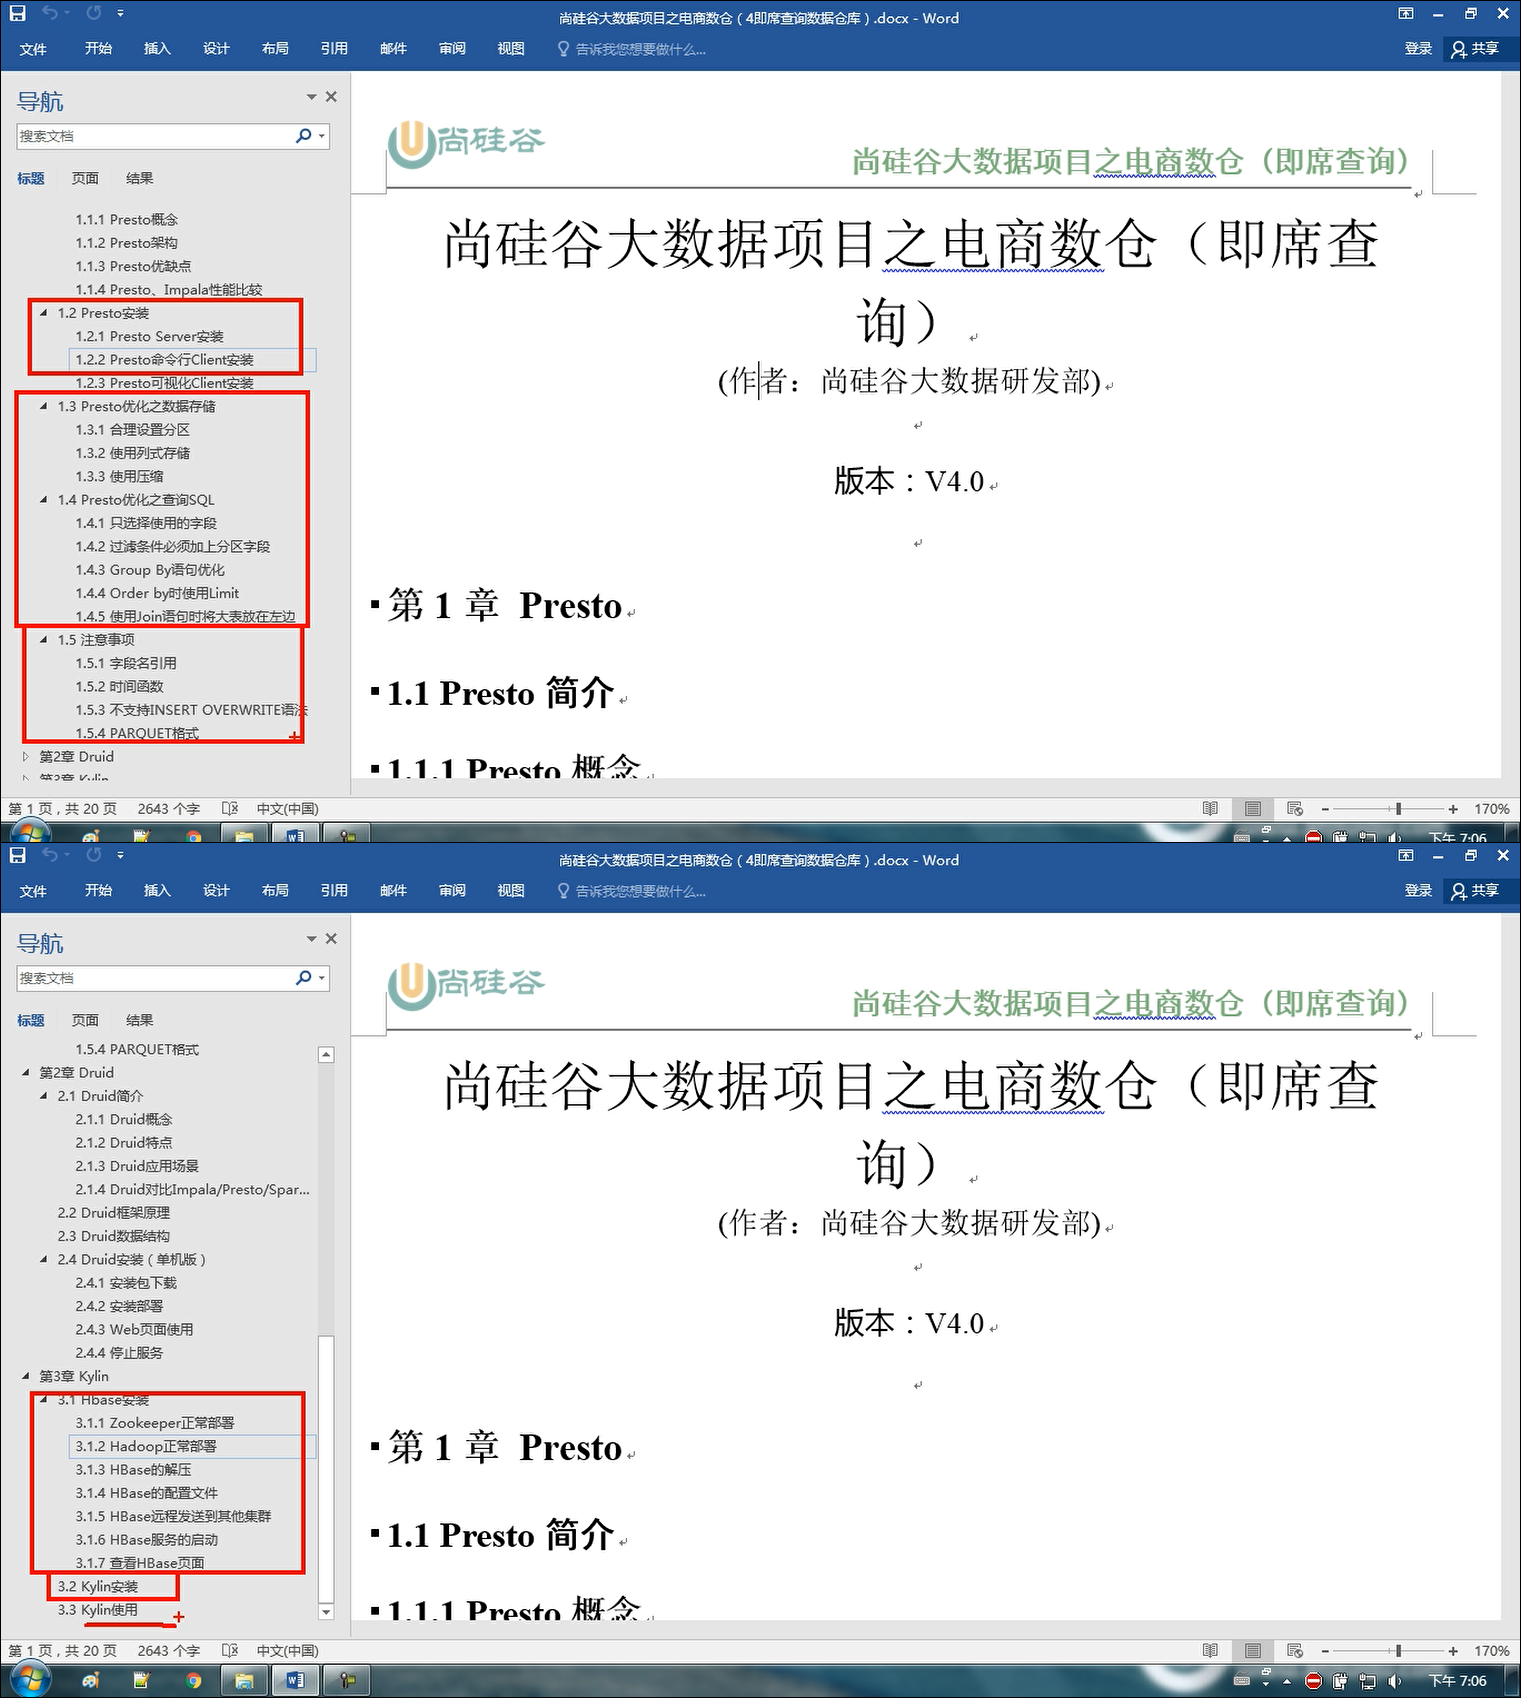 尚硅谷大数据项目之电商数仓（4即席查询数据仓库）.docx - Word
文件 开始 插入 设计 布局 引用 邮件 审阅 视图 告诉我您想要做什么... 登录 共享
导航
搜索文档
标题 页面 结果
1.1.1 Presto概念
1.1.2 Presto架构
1.1.3 Presto优缺点
1.1.4 Presto、Impala性能比较
1.2 Presto安装
1.2.1 Presto Server安装
1.2.2 Presto命令行Client安装
1.2.3 Presto可视化Client安装
1.3 Presto优化之数据存储
1.3.1 合理设置分区
1.3.2 使用列式存储
1.3.3 使用压缩
1.4 Presto优化之查询SQL
1.4.1 只选择使用的字段
1.4.2 过滤条件必须加上分区字段
1.4.3 Group By语句优化
1.4.4 Order by时使用Limit
1.4.5 使用Join语句时将大表放在左边
1.5 注意事项
1.5.1 字段名引用
1.5.2 时间函数
1.5.3 不支持INSERT OVERWRITE语法
1.5.4 PARQUET格式
第2章 Druid
第3章 Kylin
尚硅谷
尚硅谷大数据项目之电商数仓（即席查询）
尚硅谷大数据项目之电商数仓（即席查
询）
(作者：尚硅谷大数据研发部)
版本：V4.0
第 1 章 Presto
1.1 Presto 简介
1.1.1 Presto 概念
第 1 页，共 20 页 2643 个字 中文(中国) 170%
下午 7:06
尚硅谷大数据项目之电商数仓（4即席查询数据仓库）.docx - Word
文件 开始 插入 设计 布局 引用 邮件 审阅 视图 告诉我您想要做什么... 登录 共享
导航
搜索文档
标题 页面 结果
1.5.4 PARQUET格式
第2章 Druid
2.1 Druid简介
2.1.1 Druid概念
2.1.2 Druid特点
2.1.3 Druid应用场景
2.1.4 Druid对比Impala/Presto/Spar...
2.2 Druid框架原理
2.3 Druid数据结构
2.4 Druid安装（单机版）
2.4.1 安装包下载
2.4.2 安装部署
2.4.3 Web页面使用
2.4.4 停止服务
第3章 Kylin
3.1 Hbase安装
3.1.1 Zookeeper正常部署
3.1.2 Hadoop正常部署
3.1.3 HBase的解压
3.1.4 HBase的配置文件
3.1.5 HBase远程发送到其他集群
3.1.6 HBase服务的启动
3.1.7 查看HBase页面
3.2 Kylin安装
3.3 Kylin使用
尚硅谷
尚硅谷大数据项目之电商数仓（即席查询）
尚硅谷大数据项目之电商数仓（即席查
询）
(作者：尚硅谷大数据研发部)
版本：V4.0
第 1 章 Presto
1.1 Presto 简介
1.1.1 Presto 概念
第 1 页，共 20 页 2643 个字 中文(中国) 170%
下午 7:06